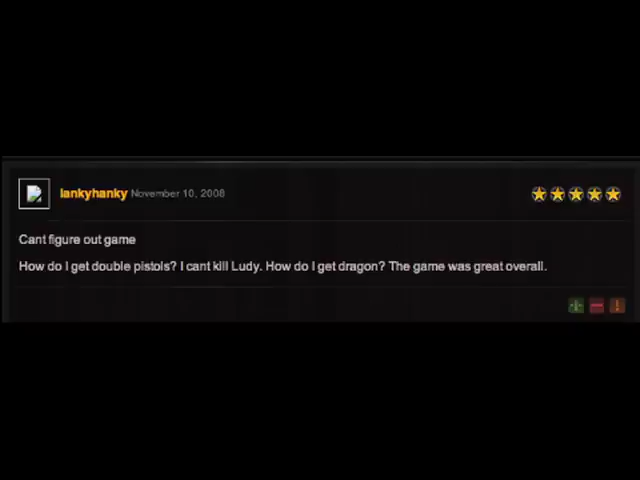 lankyhanky November 10, 2008
Cant figure out game
How do I get double pistols? I cant kill Ludy. How do I get dragon? The game was great overall.